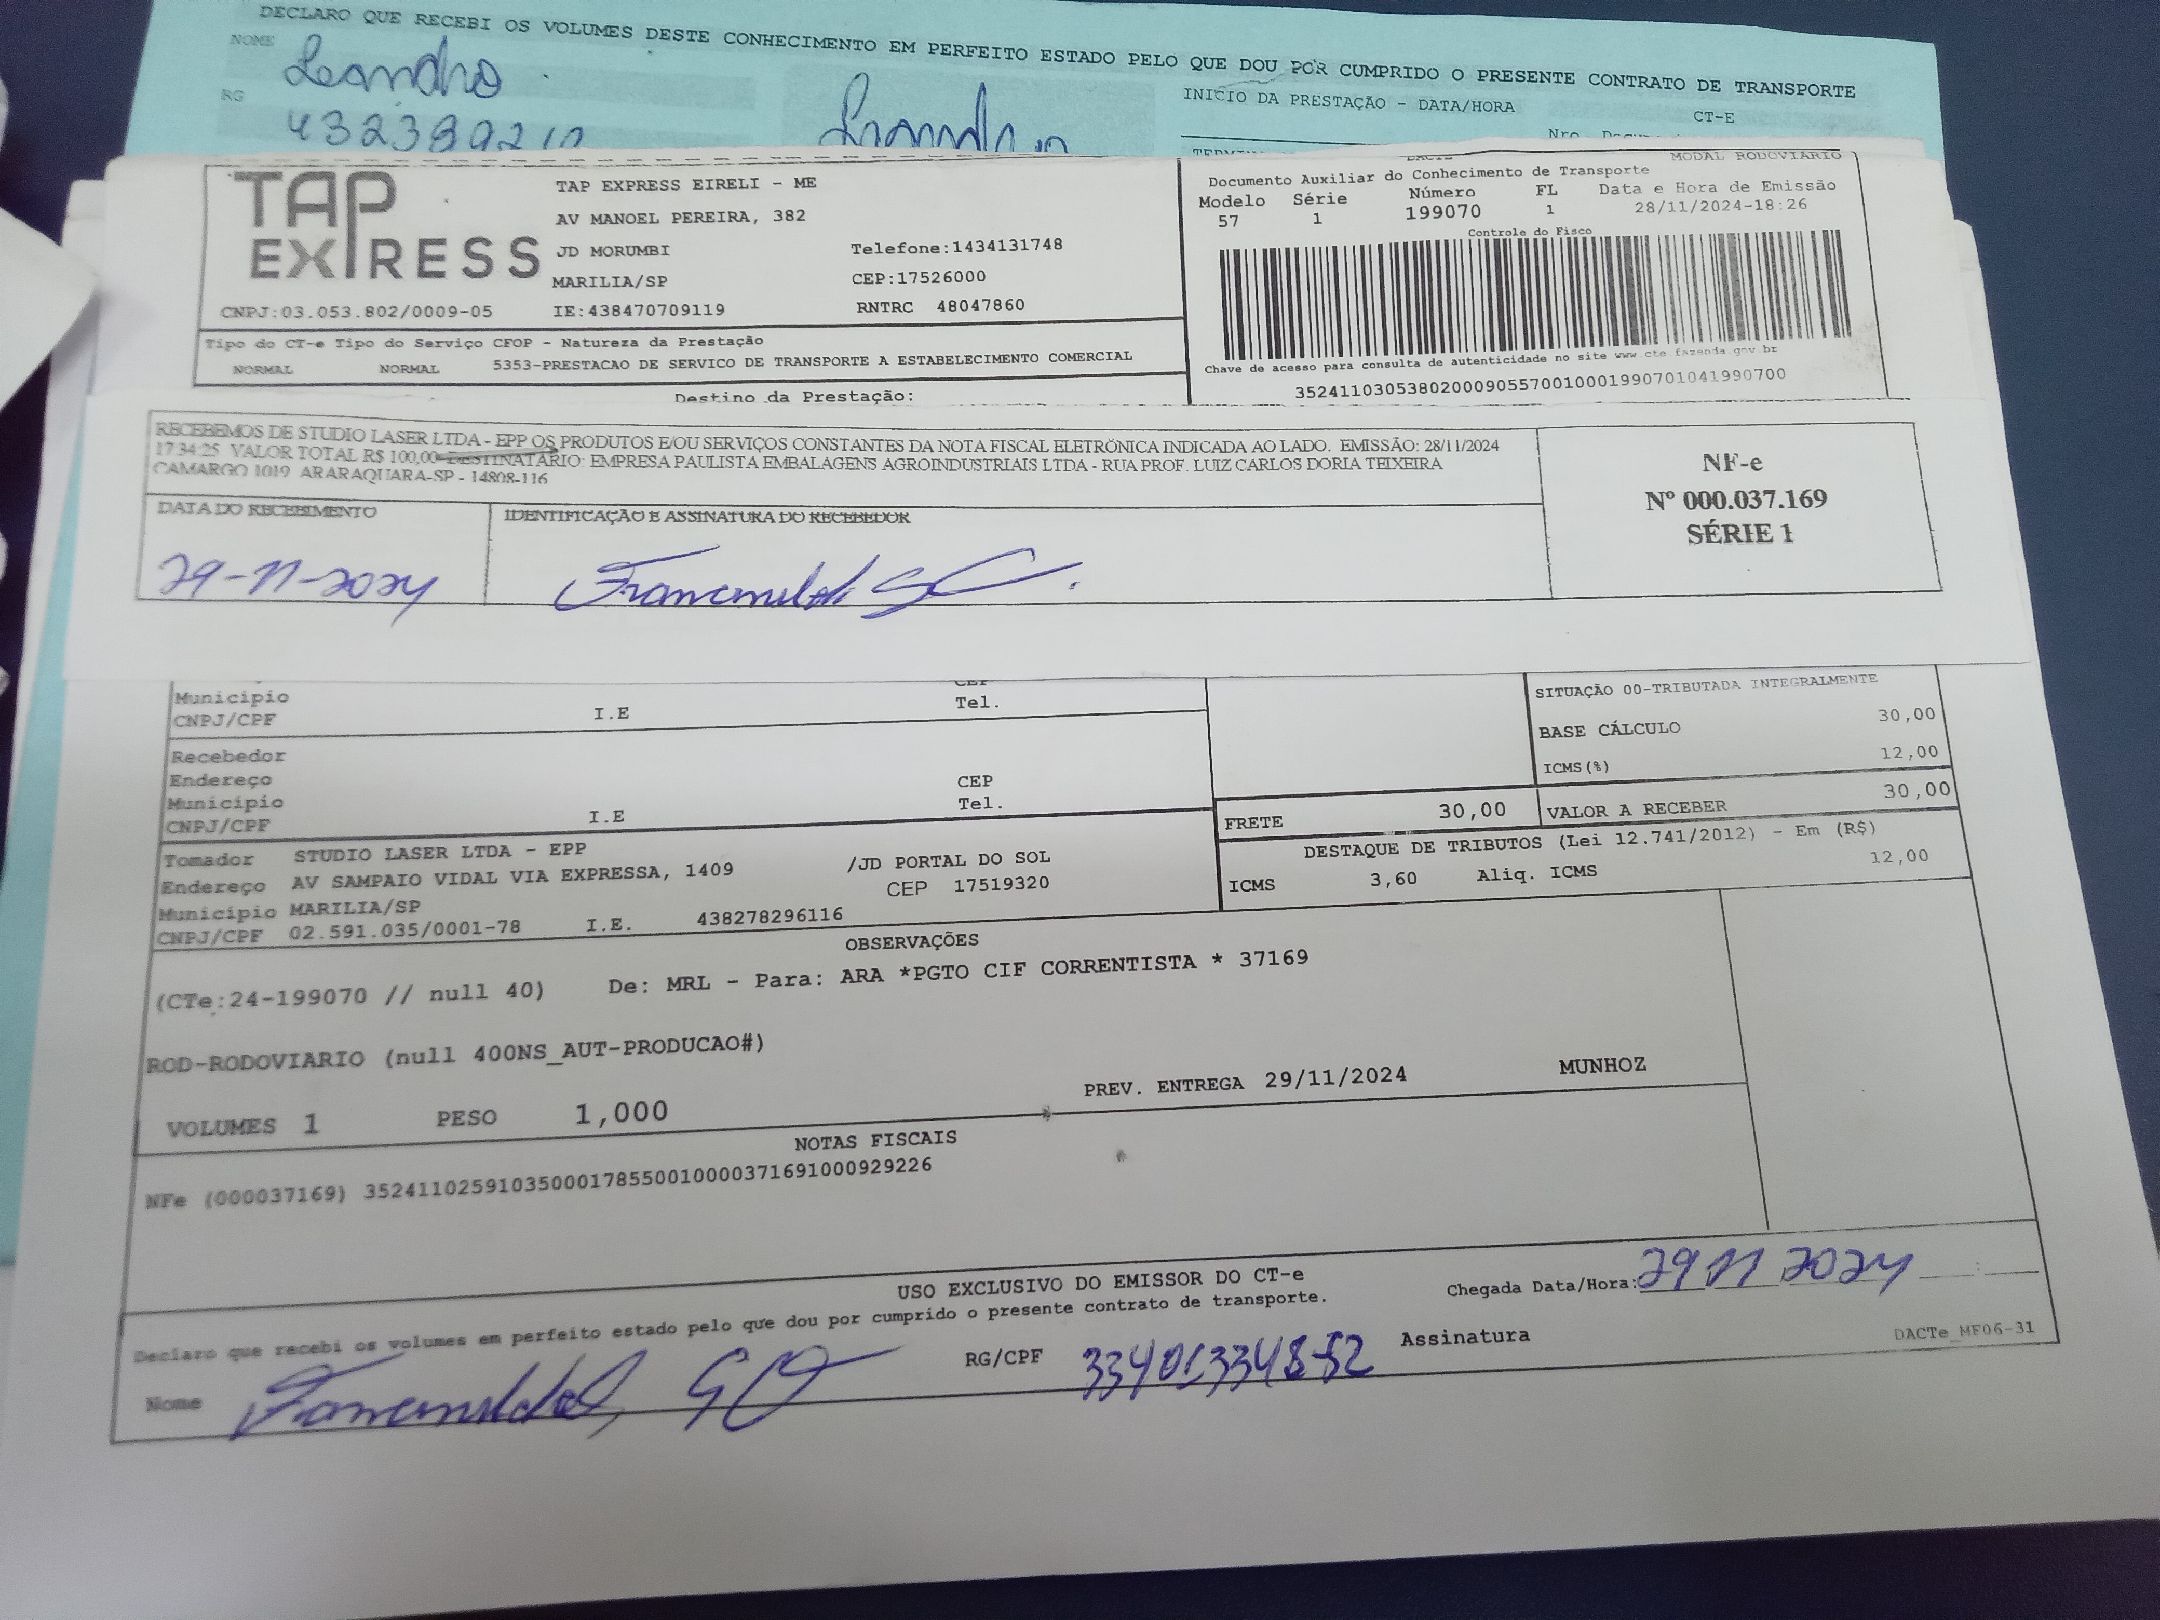 DECLARO QUE RECEBI OS VOLUMES DESTE CONHECIMENTO EM PERFEITO ESTADO PELO QUE DOU POR CUMPRIDO O PRESENTE CONTRATO DE TRANSPORTE
NOME Leandro
RG
INICIO DA PRESTAÇÃO - DATA/HORA
CT-E
TAP EXPRESS
TAP EXPRESS EIRELI - ME
AV MANOEL PEREIRA, 382
JD MORUMBI
Telefone:1434131748
MARILIA/SP
CEP:17526000
CNPJ:03.053.802/0009-05
IE:438470709119
RNTRC 48047860
MODAL RODOVIARIO
Documento Auxiliar do Conhecimento de Transporte
Modelo Série Número FL Data e Hora de Emissão
57 1 199070 1 28/11/2024-18:26
Controle do Fisco
Chave de acesso para consulta de autenticidade no site www.cte.fazenda.gov.br
35241103053802000905570010001990701041990700
Tipo do CT-e Tipo do Serviço CFOP - Natureza da Prestação
NORMAL NORMAL 5353-PRESTACAO DE SERVICO DE TRANSPORTE A ESTABELECIMENTO COMERCIAL
Destino da Prestação:
RECEBEMOS DE STUDIO LASER LTDA - EPP OS PRODUTOS E/OU SERVIÇOS CONSTANTES DA NOTA FISCAL ELETRÔNICA INDICADA AO LADO. EMISSÃO: 28/11/2024
17:34:25 VALOR TOTAL R$ 100,00 DESTINATÁRIO: EMPRESA PAULISTA EMBALAGENS AGROINDUSTRIAIS LTDA - RUA PROF. LUIZ CARLOS DORIA TEIXEIRA
CAMARGO 1019 ARARAQUARA-SP - 14808-116
NF-e
Nº 000.037.169
SÉRIE 1
DATA DO RECEBIMENTO
IDENTIFICAÇÃO E ASSINATURA DO RECEBEDOR
29-11-2024
Município
CEP
CNPJ/CPF I.E Tel.
Recebedor
Endereço CEP
Município Tel.
CNPJ/CPF I.E
SITUAÇÃO 00-TRIBUTADA INTEGRALMENTE
BASE CÁLCULO 30,00
ICMS(%) 12,00
FRETE 30,00 VALOR A RECEBER 30,00
DESTAQUE DE TRIBUTOS (Lei 12.741/2012) - Em (R$)
ICMS 3,60 Aliq. ICMS 12,00
Tomador STUDIO LASER LTDA - EPP
Endereço AV SAMPAIO VIDAL VIA EXPRESSA, 1409 /JD PORTAL DO SOL
Município MARILIA/SP CEP 17519320
CNPJ/CPF 02.591.035/0001-78 I.E. 438278296116
OBSERVAÇÕES
(CTe:24-199070 // null 40) De: MRL - Para: ARA *PGTO CIF CORRENTISTA * 37169
ROD-RODOVIARIO (null 400NS_AUT-PRODUCAO#)
PREV. ENTREGA 29/11/2024 MUNHOZ
VOLUMES 1 PESO 1,000
NOTAS FISCAIS
NFe (000037169) 35241102591035000178550010000371691000929226
USO EXCLUSIVO DO EMISSOR DO CT-e
Declaro que recebi os volumes em perfeito estado pelo que dou por cumprido o presente contrato de transporte.
Chegada Data/Hora: 29 11 2024
Nome
RG/CPF
Assinatura
DACTe_MF06-31